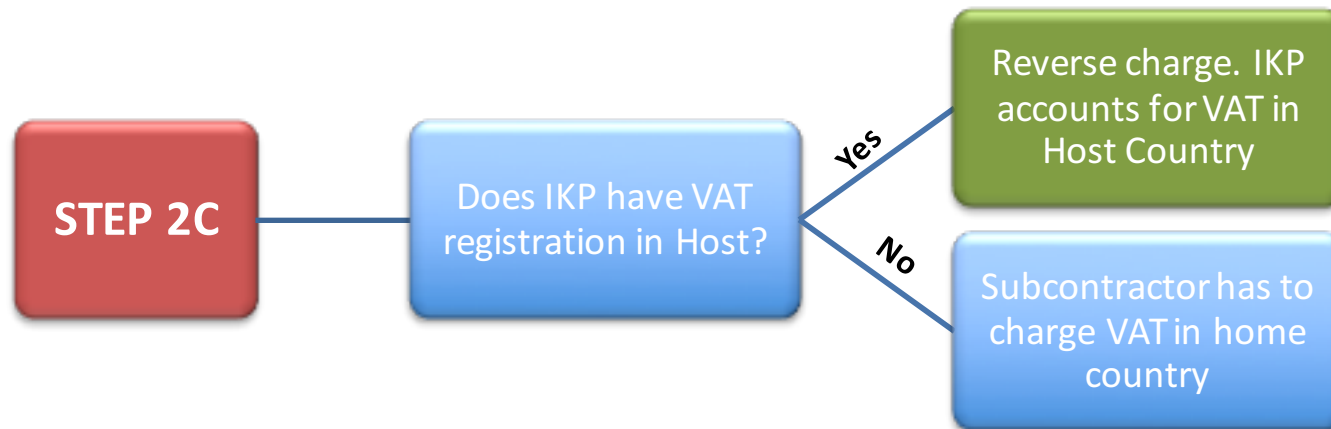 STEP 2C
Does IKP have VAT
registration in Host?
Yes
Reverse charge. IKP
accounts for VAT in
Host Country
No
Subcontractor has to
charge VAT in home
country